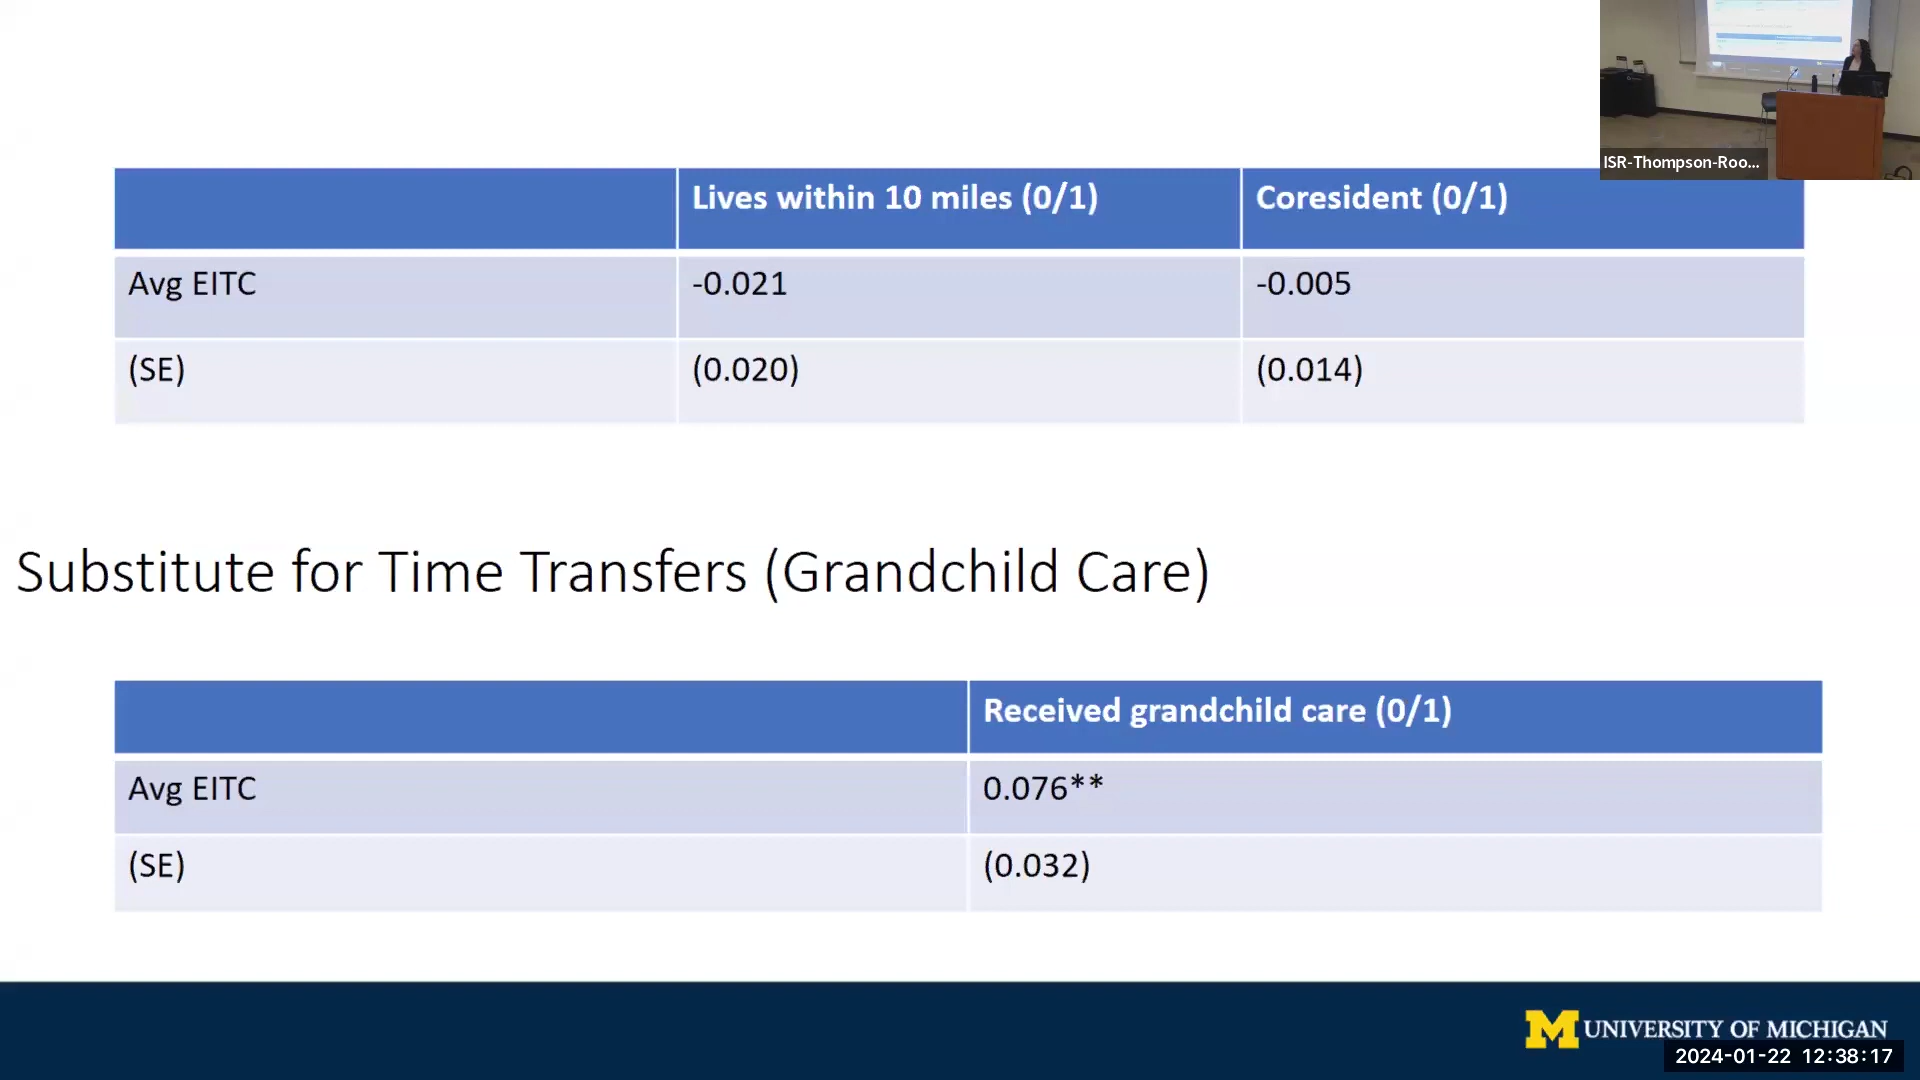 ISR-Thompson-Roo...
Lives within 10 miles (0/1) Coresident (0/1)
Avg EITC -0.021 -0.005
(SE) (0.020) (0.014)
Substitute for Time Transfers (Grandchild Care)
Received grandchild care (0/1)
Avg EITC 0.076**
(SE) (0.032)
M UNIVERSITY OF MICHIGAN
2024-01-22 12:38:17